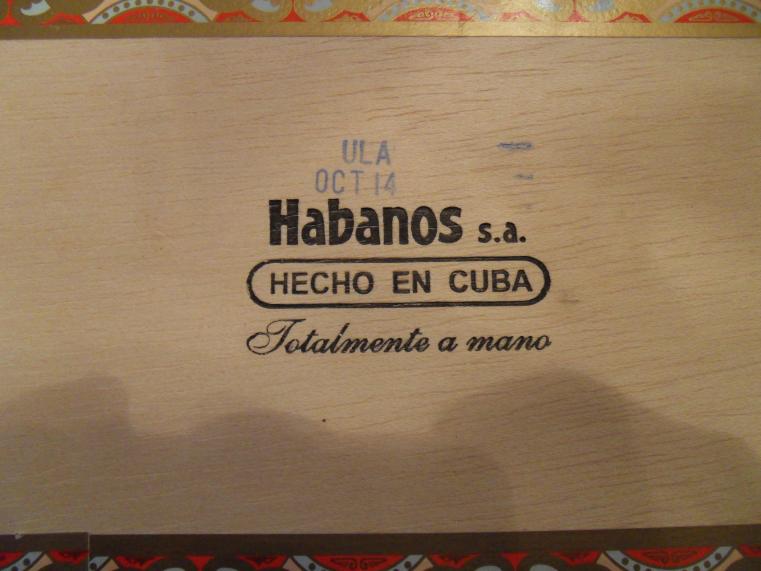 ULA
OCT 14
Habanos s.a.
HECHO EN CUBA
Totalmente a mano